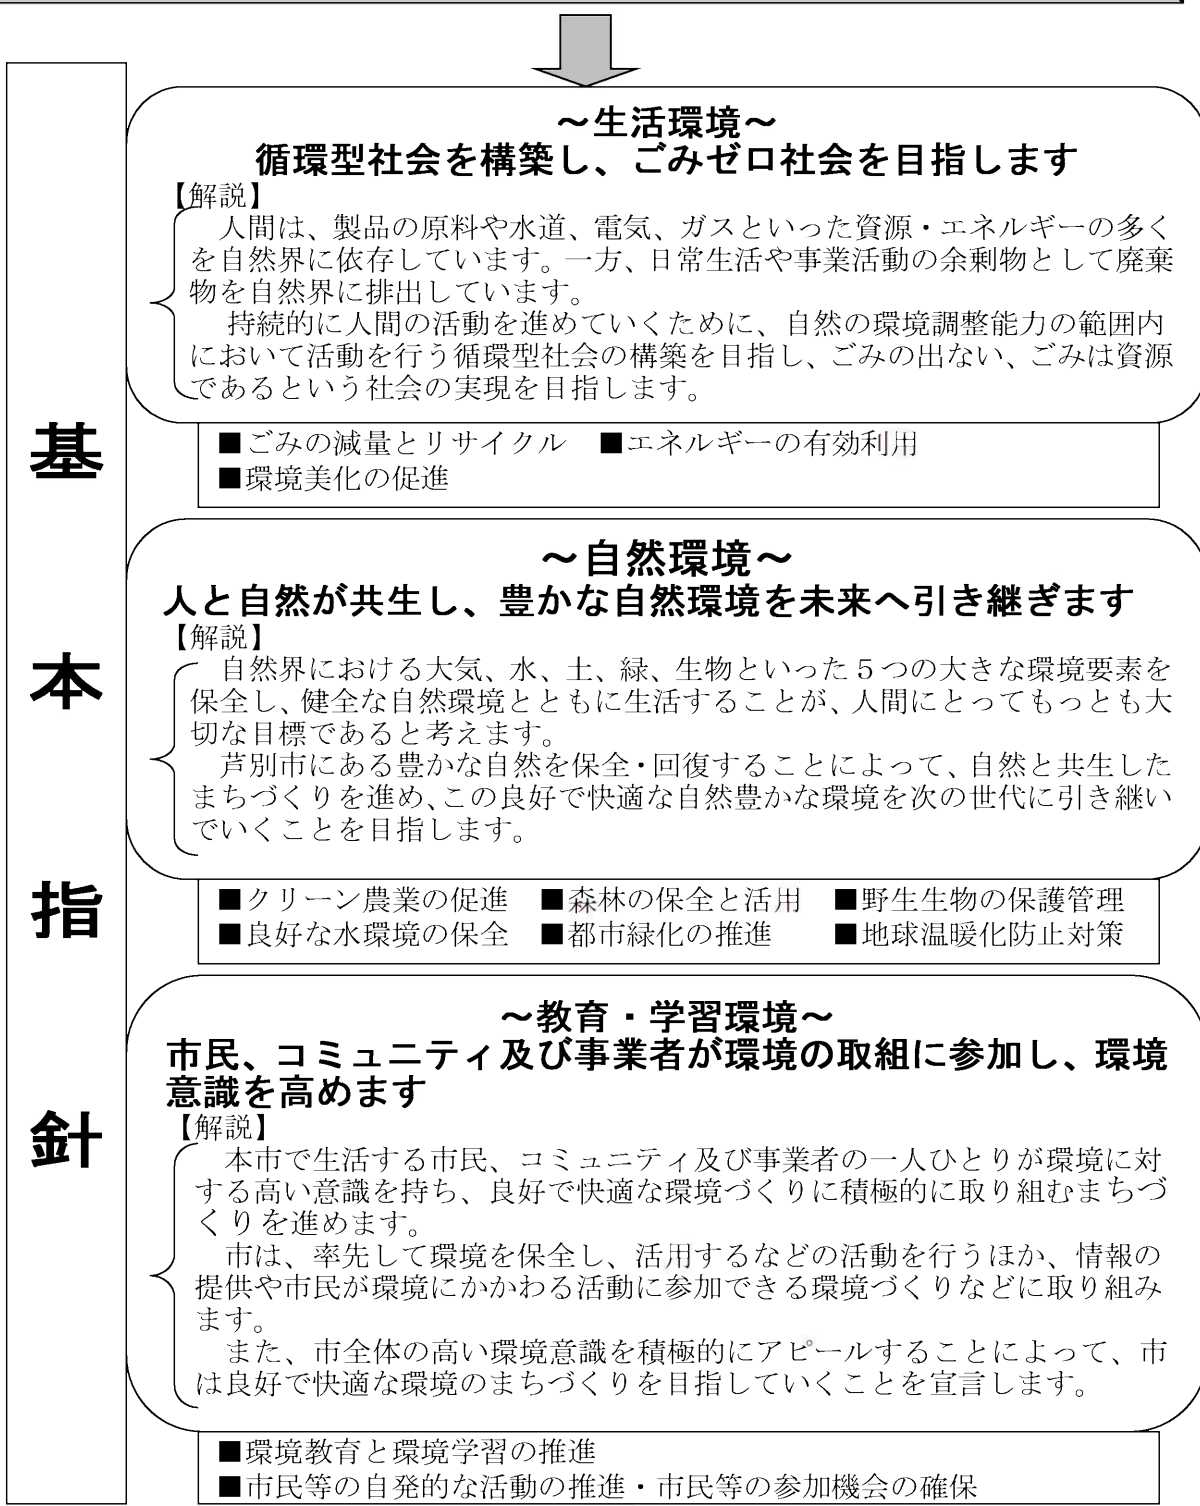 基本指針
～生活環境～
循環型社会を構築し、ごみゼロ社会を目指します
【解説】
人間は、製品の原料や水道、電気、ガスといった資源・エネルギーの多く
を自然界に依存しています。一方、日常生活や事業活動の余剰物として廃棄
物を自然界に排出しています。
持続的に人間の活動を進めていくために、自然の環境調整能力の範囲内
において活動を行う循環型社会の構築を目指し、ごみの出ない、ごみは資源
であるという社会の実現を目指します。
■ごみの減量とリサイクル　■エネルギーの有効利用
■環境美化の促進
～自然環境～
人と自然が共生し、豊かな自然環境を未来へ引き継ぎます
【解説】
自然界における大気、水、土、緑、生物といった５つの大きな環境要素を
保全し、健全な自然環境とともに生活することが、人間にとってもっとも大
切な目標であると考えます。
芦別市にある豊かな自然を保全・回復することによって、自然と共生した
まちづくりを進め、この良好で快適な自然豊かな環境を次の世代に引き継い
でいくことを目指します。
■クリーン農業の促進　■森林の保全と活用　■野生生物の保護管理
■良好な水環境の保全　■都市緑化の推進　■地球温暖化防止対策
～教育・学習環境～
市民、コミュニティ及び事業者が環境の取組に参加し、環境
意識を高めます
【解説】
本市で生活する市民、コミュニティ及び事業者の一人ひとりが環境に対
する高い意識を持ち、良好で快適な環境づくりに積極的に取り組むまちづ
くりを進めます。
市は、率先して環境を保全し、活用するなどの活動を行うほか、情報の
提供や市民が環境にかかわる活動に参加できる環境づくりなどに取り組み
ます。
また、市全体の高い環境意識を積極的にアピールすることによって、市
は良好で快適な環境のまちづくりを目指していくことを宣言します。
■環境教育と環境学習の推進
■市民等の自発的な活動の推進・市民等の参加機会の確保